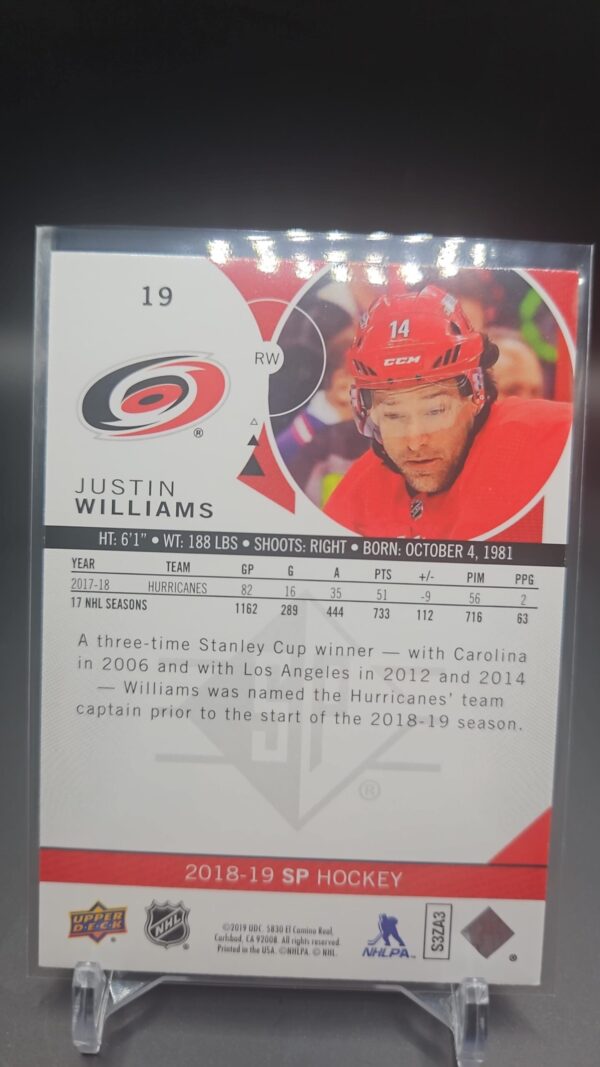 19
14
CCM
RW
®
JUSTIN
WILLIAMS
HT: 6'1" • WT: 188 LBS • SHOOTS: RIGHT • BORN: OCTOBER 4, 1981
YEAR TEAM GP G A PTS +/- PIM PPG
2017-18 HURRICANES 82 16 35 51 -9 56 2
17 NHL SEASONS 1162 289 444 733 112 716 63
A three-time Stanley Cup winner — with Carolina
in 2006 and with Los Angeles in 2012 and 2014
— Williams was named the Hurricanes' team
captain prior to the start of the 2018-19 season.
SP
®
2018-19 SP HOCKEY
UPPER
DECK
NHL
©2019 UDC. 5830 El Camino Real,
Carlsbad, CA 92008. All rights reserved.
Printed in the USA. ©NHLPA. © NHL.
NHLPA
S3ZA3
®